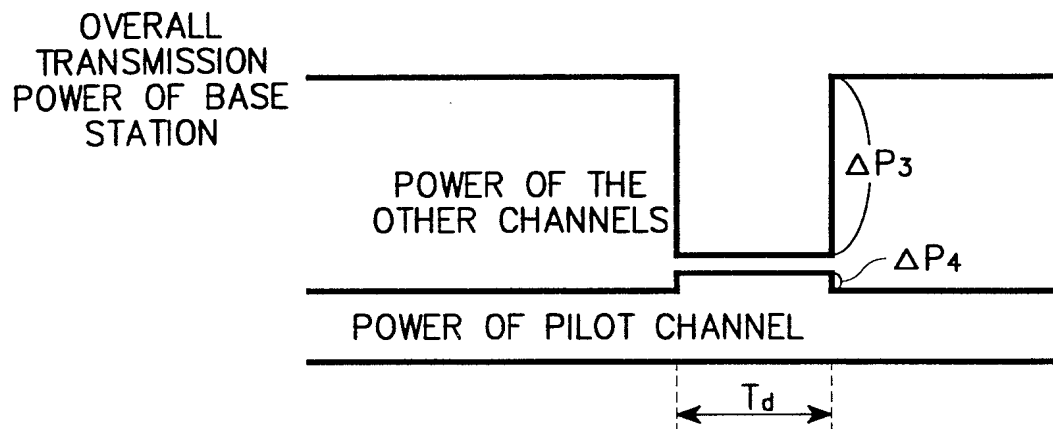 OVERALL
TRANSMISSION
POWER OF BASE
STATION
POWER OF THE
OTHER CHANNELS
ΔP3
ΔP4
POWER OF PILOT CHANNEL
Td